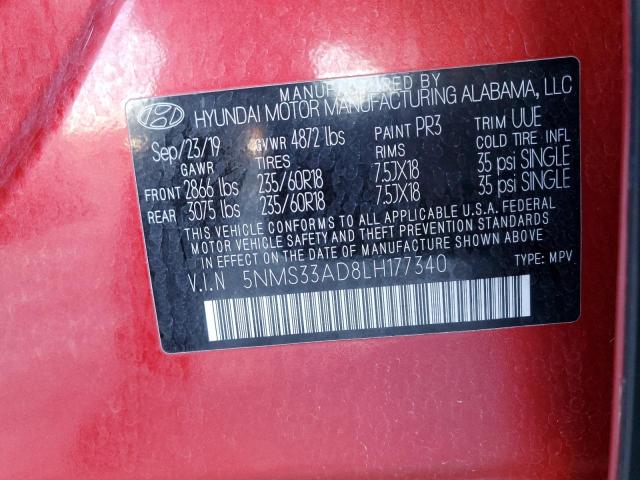 MANUFACTURED BY
HYUNDAI MOTOR MANUFACTURING ALABAMA, LLC
Sep/23/19 GVWR 4872 lbs PAINT PR3 TRIM UUE
GAWR TIRES RIMS COLD TIRE INFL
FRONT 2866 lbs 235/60R18 7.5JX18 35 psi SINGLE
REAR 3075 lbs 235/60R18 7.5JX18 35 psi SINGLE
THIS VEHICLE CONFORMS TO ALL APPLICABLE U.S.A. FEDERAL
MOTOR VEHICLE SAFETY AND THEFT PREVENTION STANDARDS
IN EFFECT ON THE DATE OF MANUFACTURE SHOWN ABOVE.
V.I.N 5NMS33AD8LH177340 TYPE: MPV